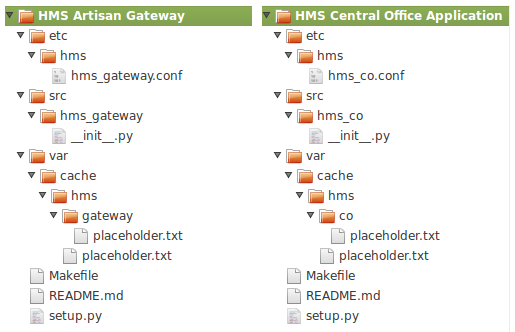 HMS Artisan Gateway
etc
hms
hms_gateway.conf
src
hms_gateway
__init__.py
var
cache
hms
gateway
placeholder.txt
placeholder.txt
Makefile
README.md
setup.py
HMS Central Office Application
etc
hms
hms_co.conf
src
hms_co
__init__.py
var
cache
hms
co
placeholder.txt
placeholder.txt
Makefile
README.md
setup.py